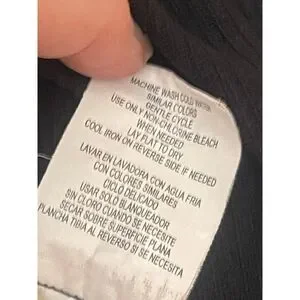 MACHINE WASH COLD WITH
SIMILAR COLORS
GENTLE CYCLE
USE ONLY NON CHLORINE BLEACH
WHEN NEEDED
LAY FLAT TO DRY
COOL IRON ON REVERSE SIDE IF NEEDED
LAVAR EN LAVADORA CON AGUA FRIA
CON COLORES SIMILARES
CICLO DELICADO
USAR SOLO BLANQUEADOR
SIN CLORO CUANDO SE NECESITE
SECAR SOBRE SUPERFICIE PLANA
PLANCHA TIBIA AL REVERSO SI SE NECESITA